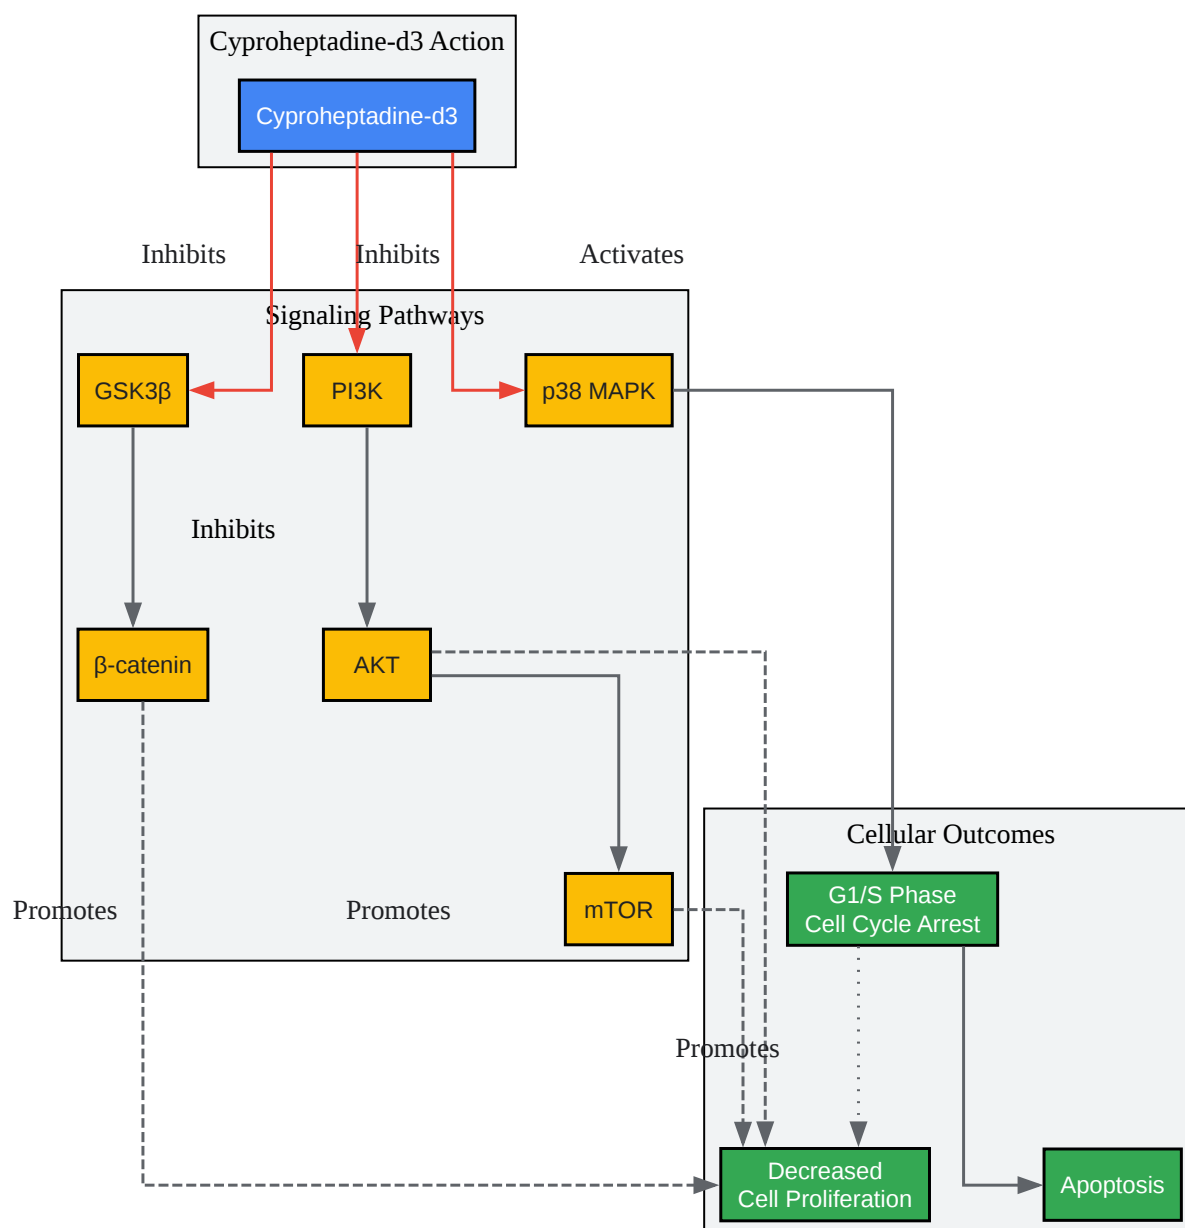 Cyproheptadine-d3 Action
Cyproheptadine-d3
Inhibits
Inhibits
Activates
Signaling Pathways
GSK3β
PI3K
p38 MAPK
Inhibits
β-catenin
AKT
Cellular Outcomes
G1/S Phase
Cell Cycle Arrest
mTOR
Promotes
Promotes
Promotes
Decreased
Cell Proliferation
Apoptosis